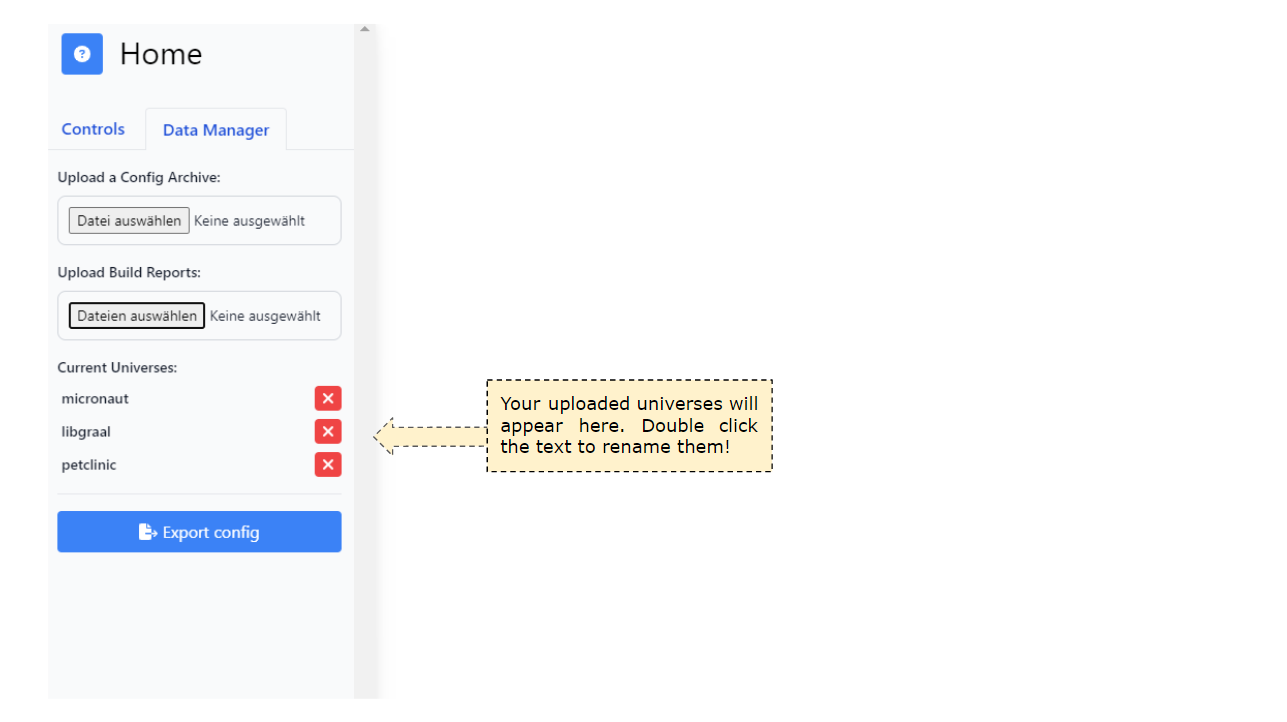 Home
Controls
Data Manager
Upload a Config Archive:
Datei auswählen Keine ausgewählt
Upload Build Reports:
Dateien auswählen Keine ausgewählt
Current Universes:
micronaut
libgraal
petclinic
Export config
Your uploaded universes will
appear here. Double click
the text to rename them!